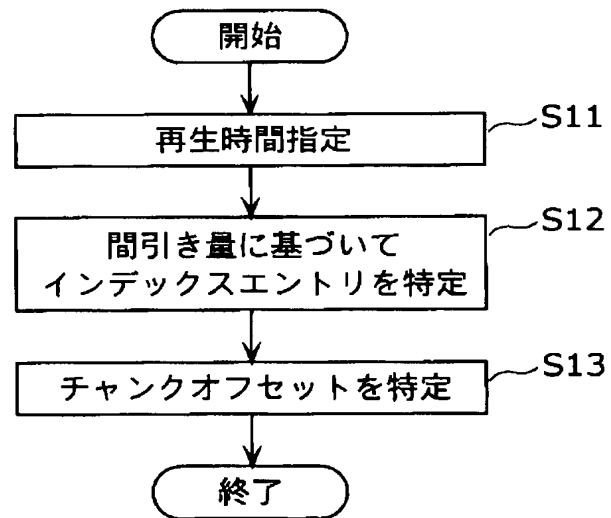 開始
再生時間指定
S11
間引き量に基づいて
インデックスエントリを特定
S12
チャンクオフセットを特定
S13
終了